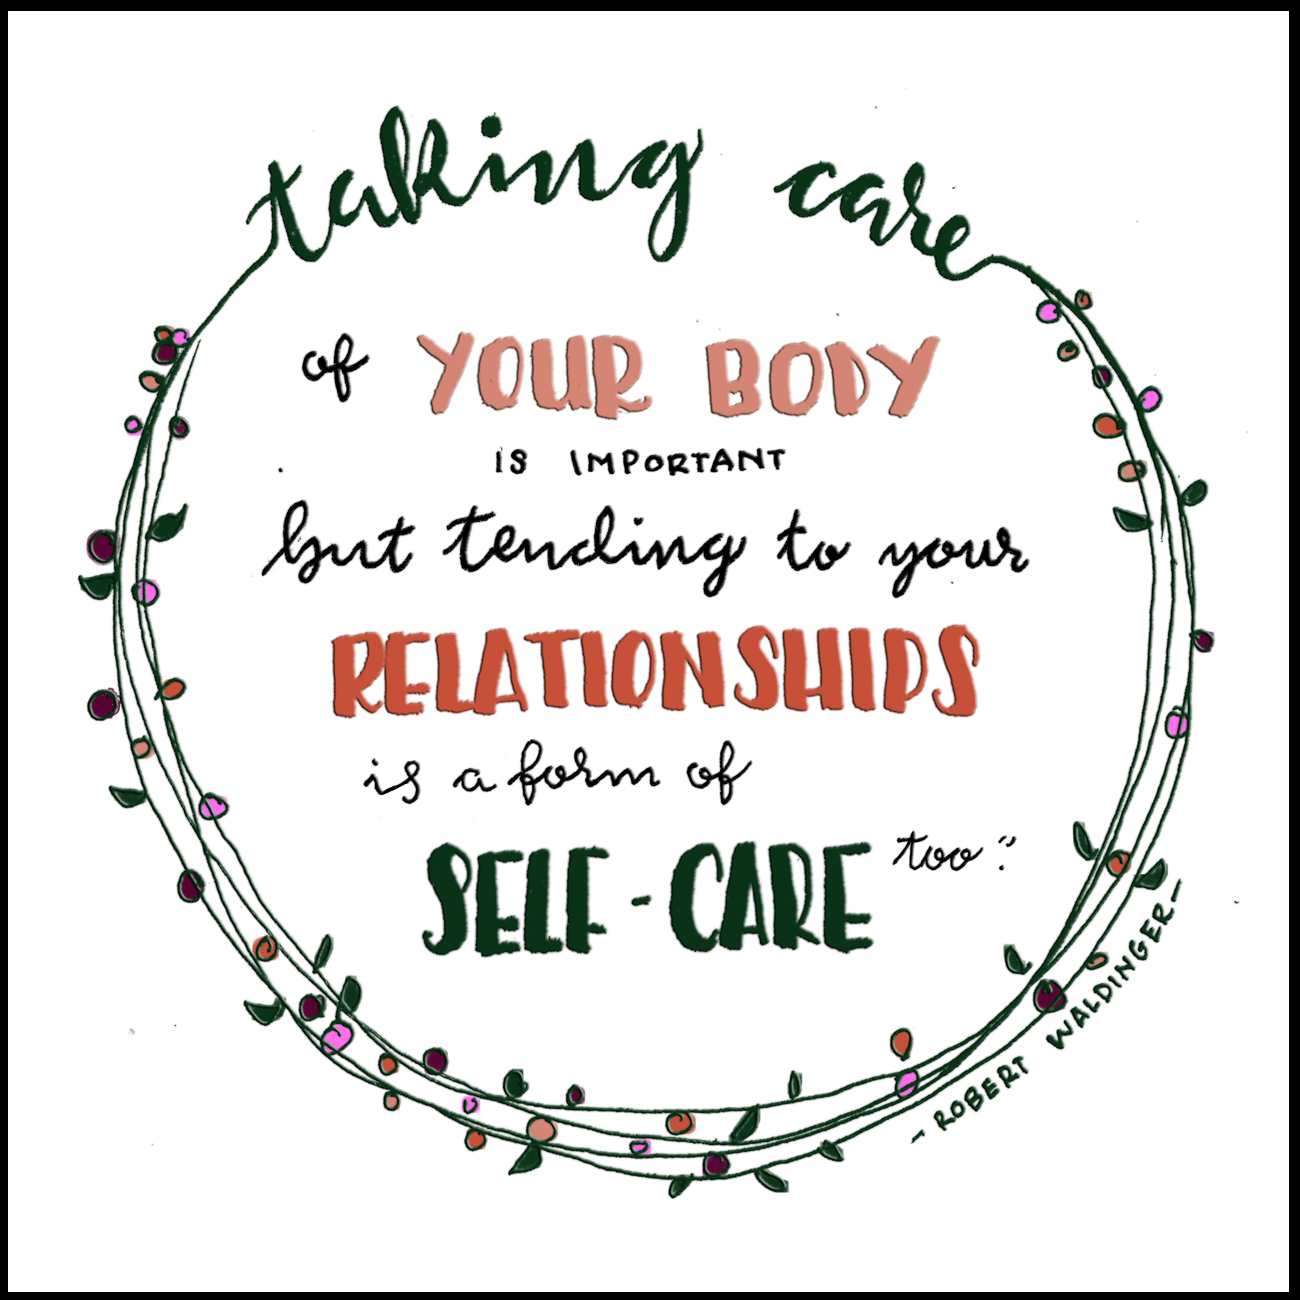 taking care
of YOUR BODY
IS IMPORTANT
but tending to your
RELATIONSHIPS
is a form of
SELF-CARE too."
- ROBERT WALDINGER -